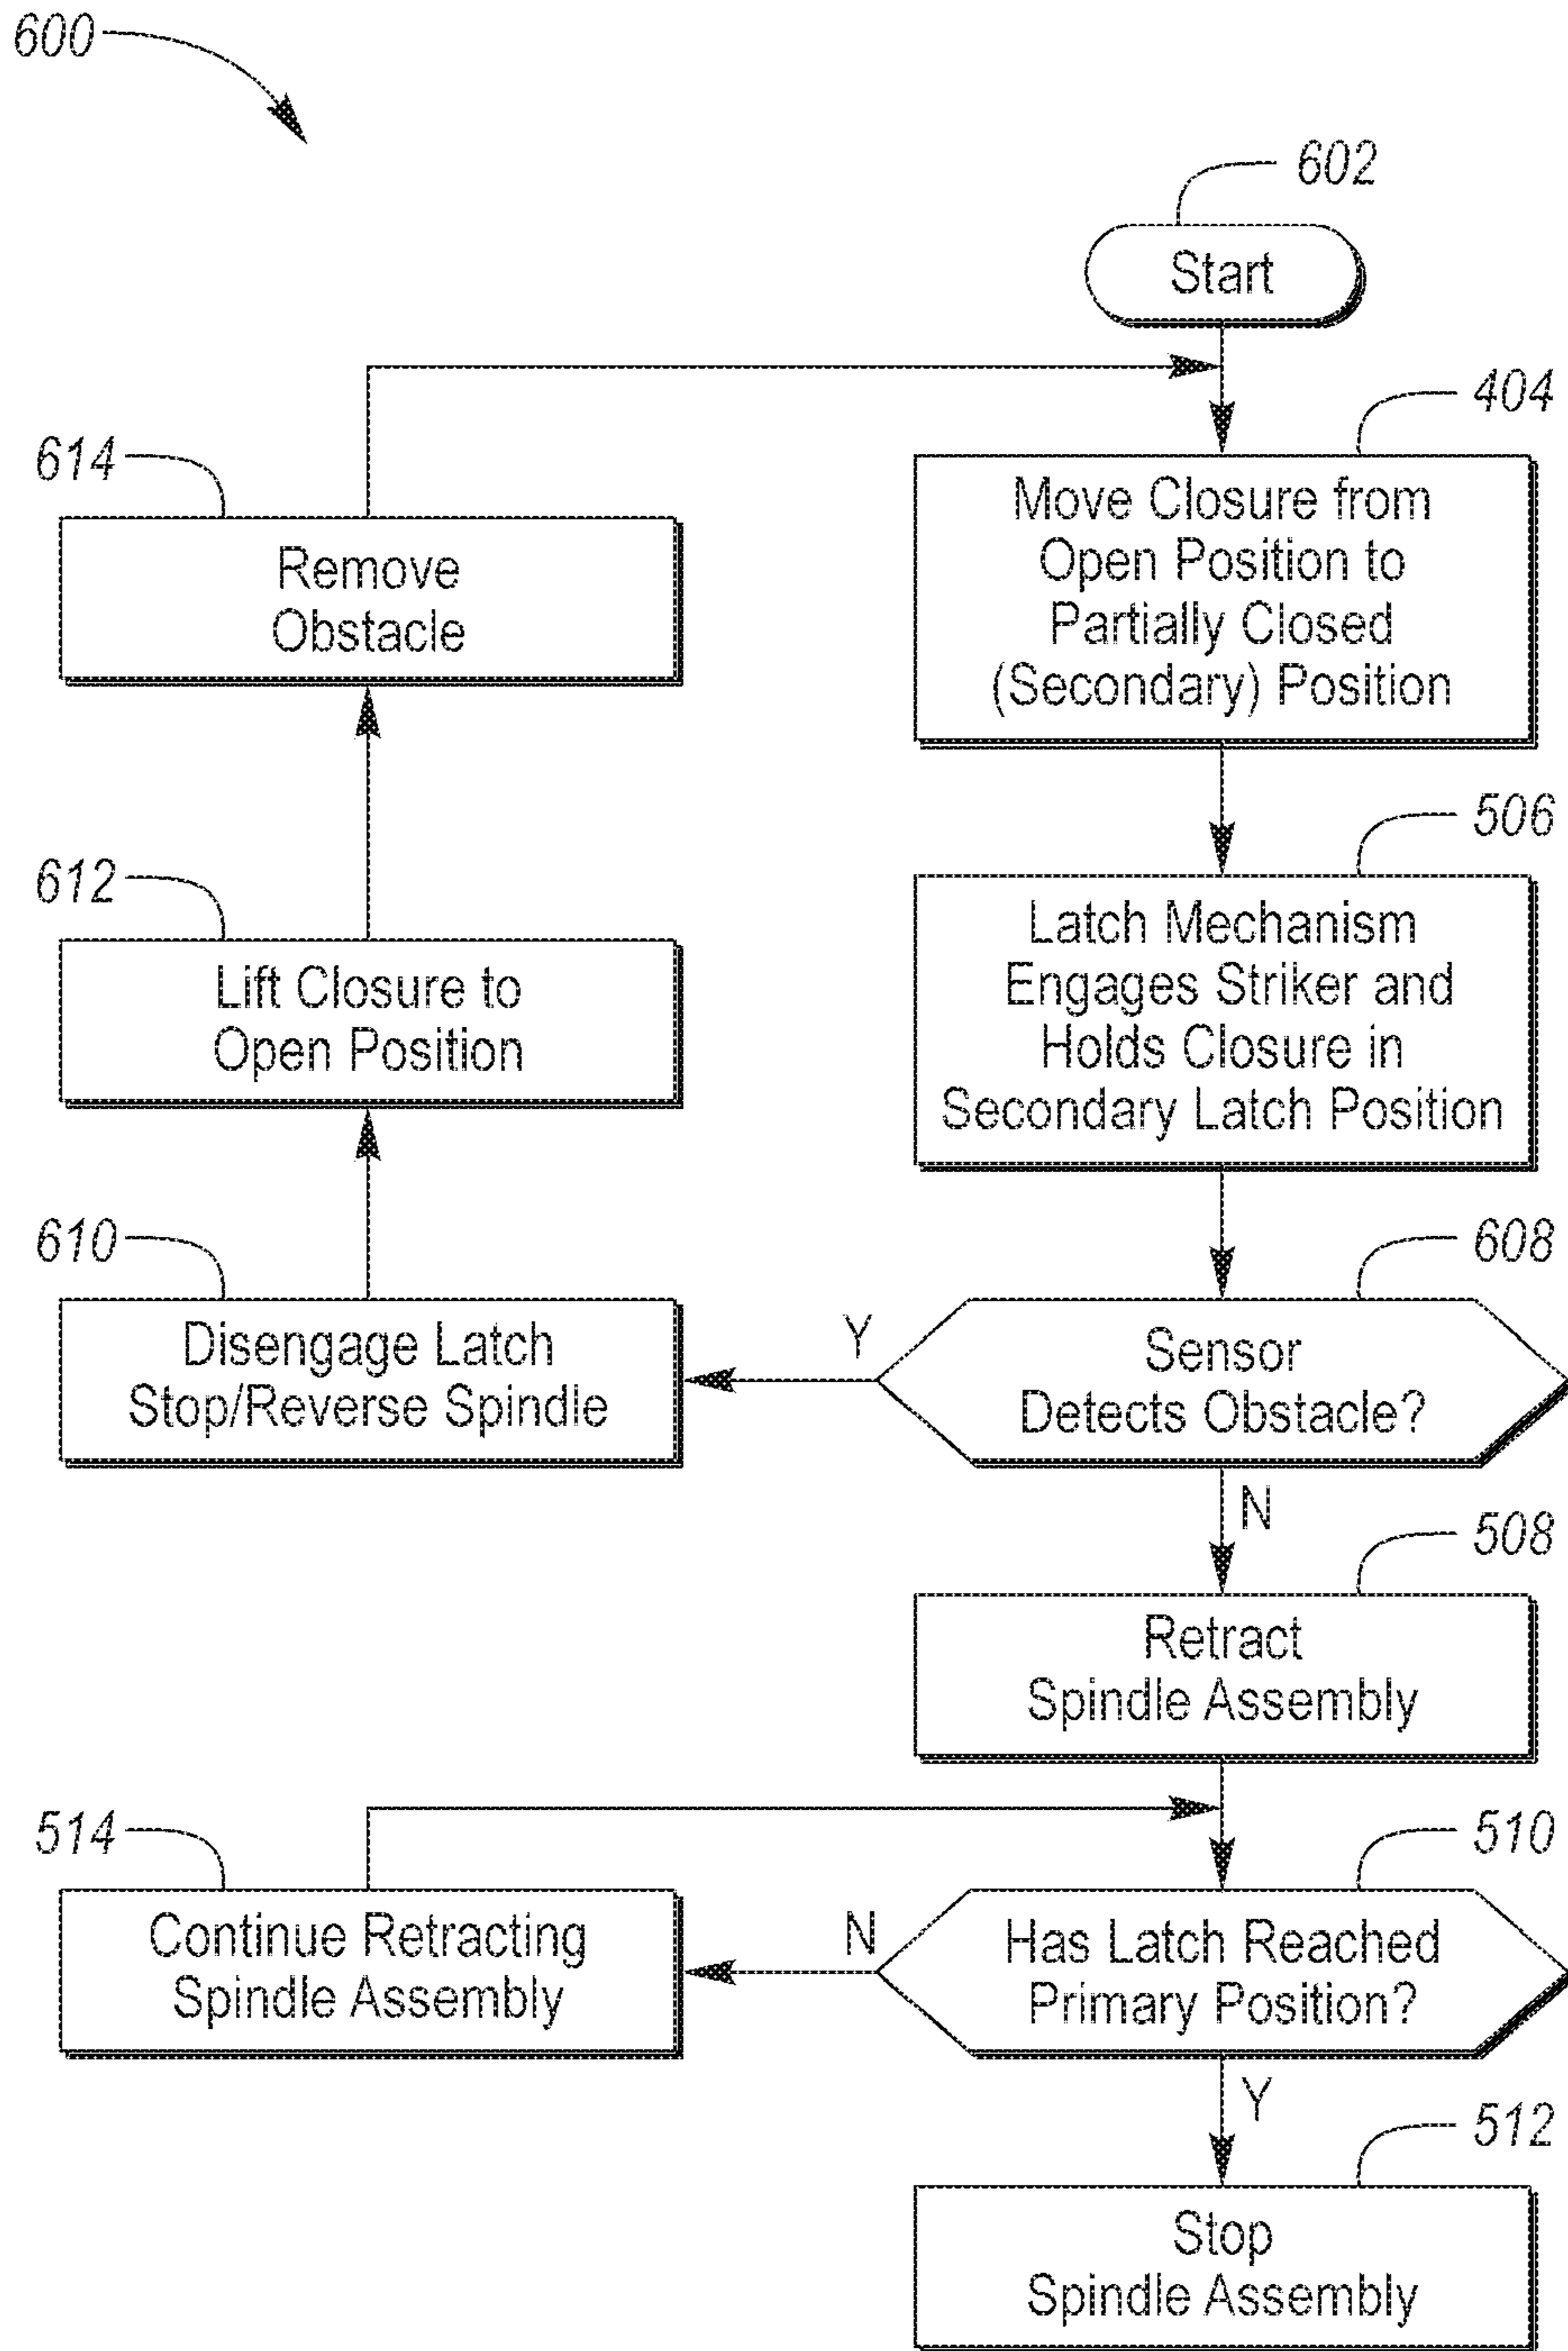 600
602
Start
404
Move Closure from
Open Position to
Partially Closed
(Secondary) Position
506
Latch Mechanism
Engages Striker and
Holds Closure in
Secondary Latch Position
608
Sensor
Detects Obstacle?
Y
N
610
Disengage Latch
Stop/Reverse Spindle
612
Lift Closure to
Open Position
614
Remove
Obstacle
508
Retract
Spindle Assembly
510
Has Latch Reached
Primary Position?
N
Y
514
Continue Retracting
Spindle Assembly
512
Stop
Spindle Assembly